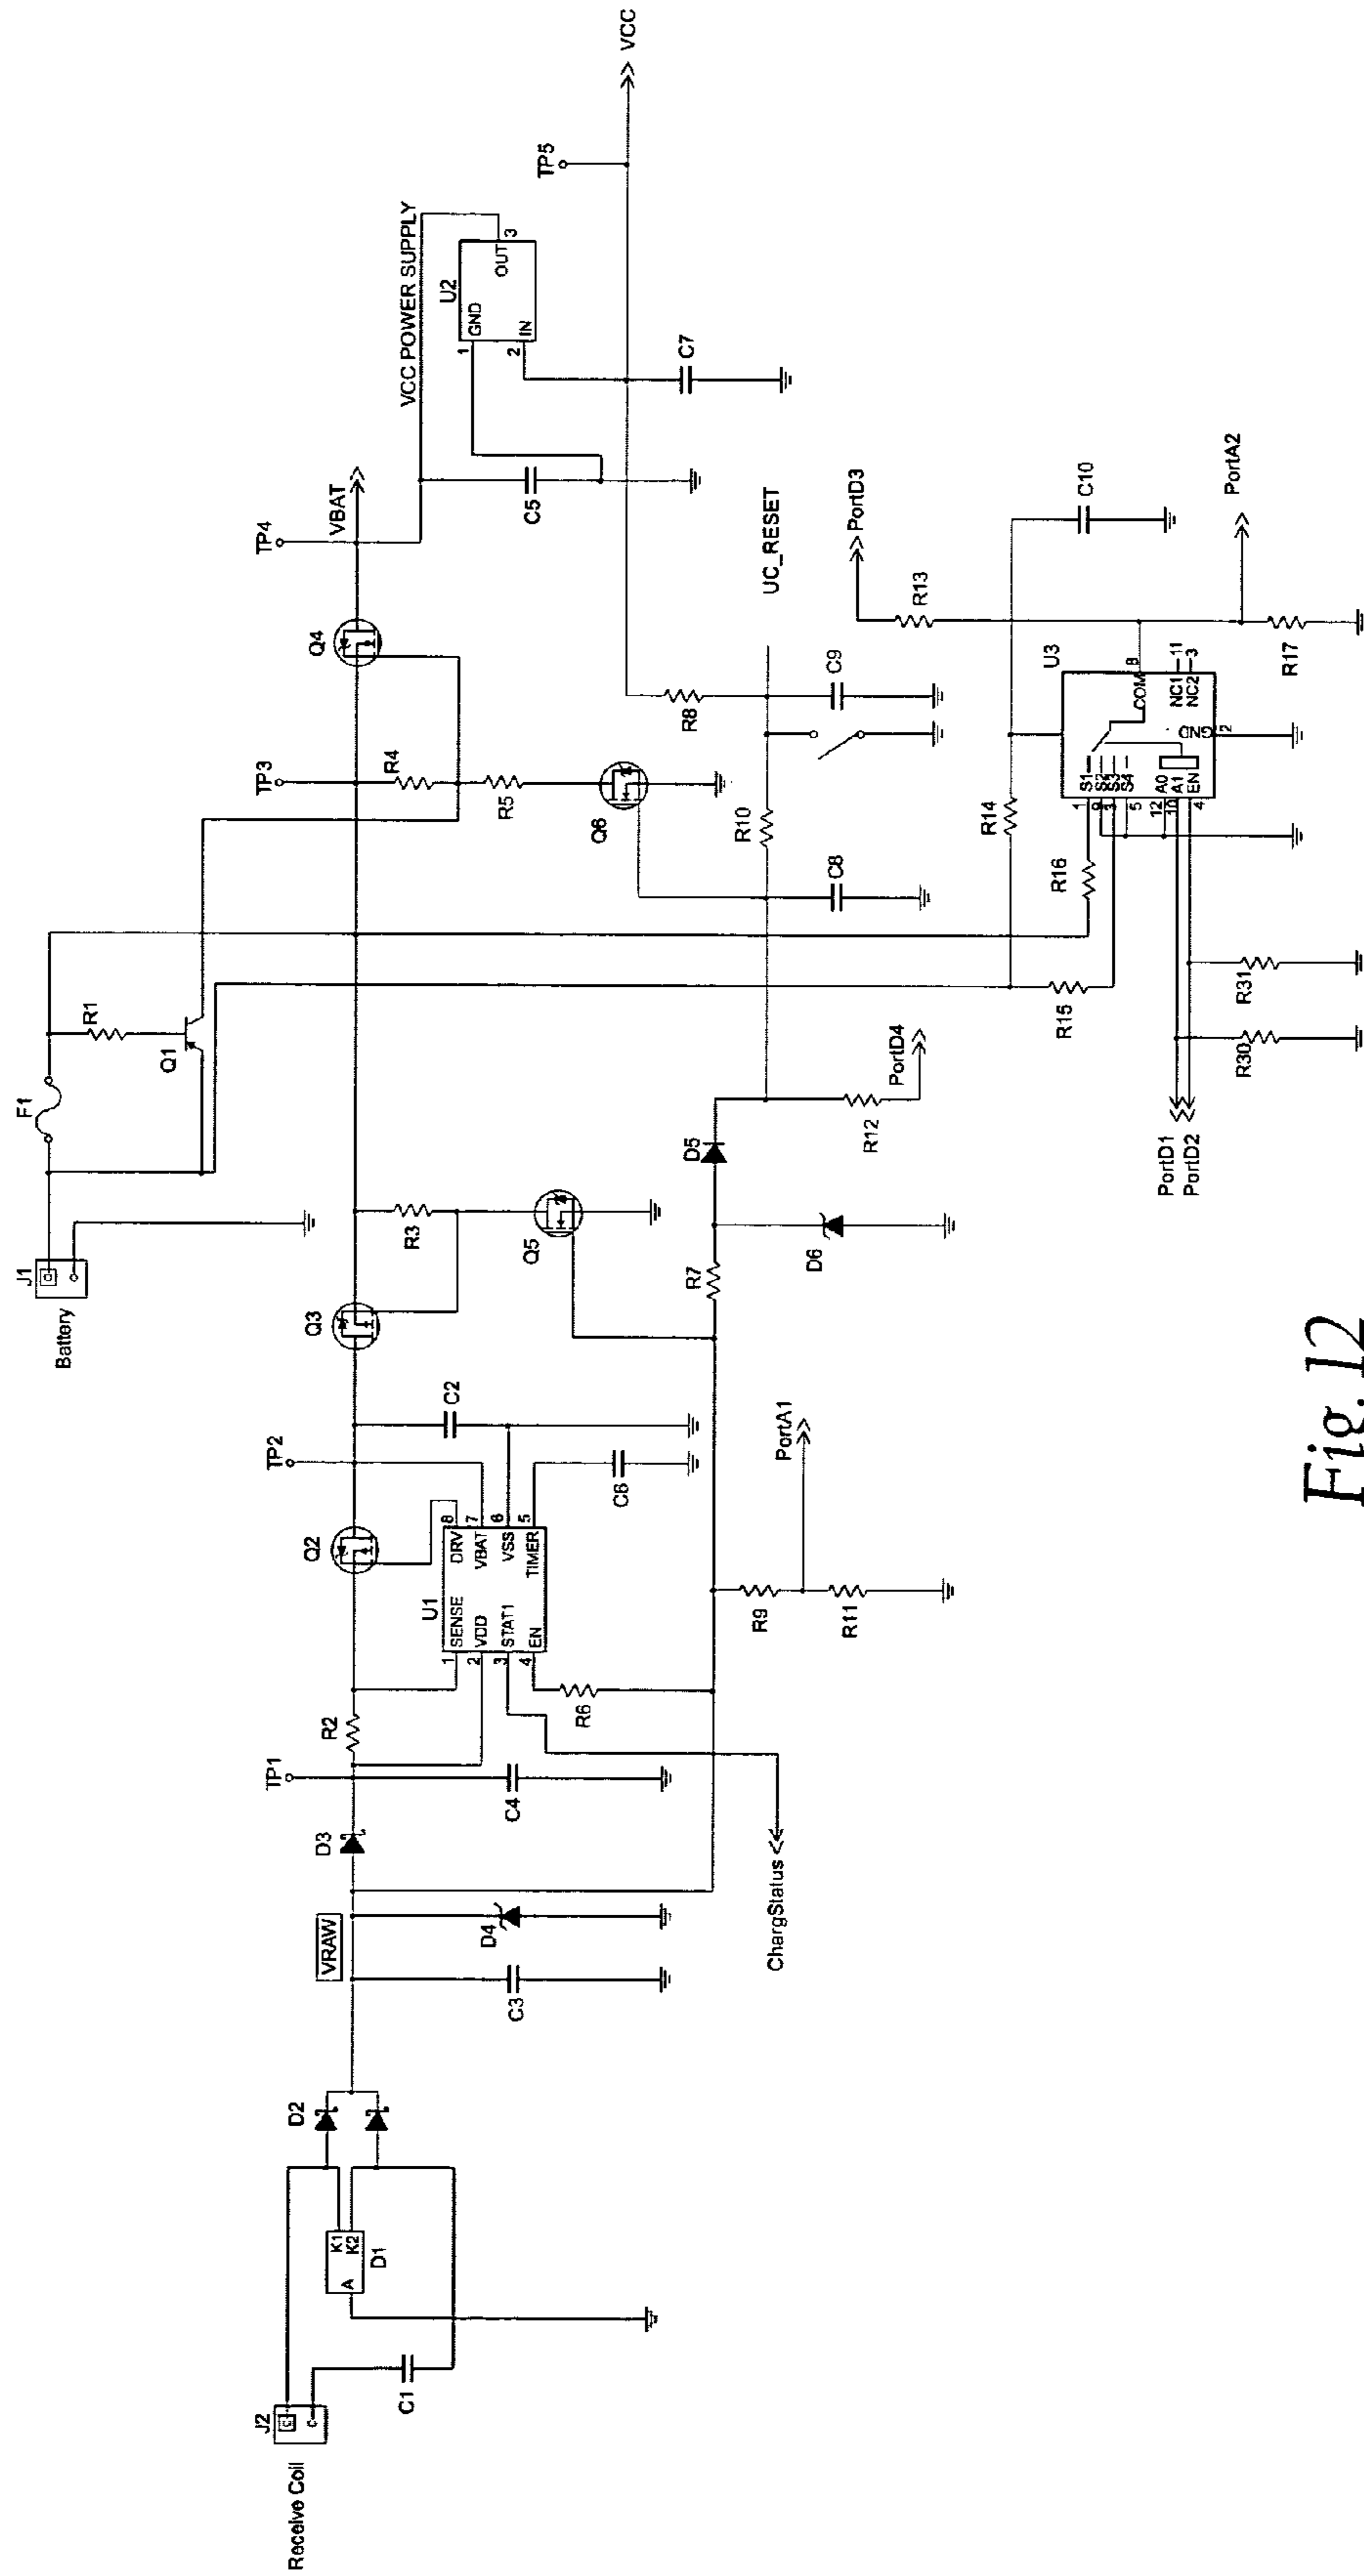 Receive Coil
J2
C1
A
K1
K2
D1
D2
VRAW
C3
D4
D3
TP1
C4
R2
ChargStatus
U1
1 SENSE
2 VDD
3 STAT1
4 EN
DRV 8
VBAT 7
VSS 6
TIMER 5
R6
Q2
TP2
C2
C6
R9
R11
PortA1
Q3
R3
Q5
R7
D6
D5
R12
PortD4
Battery
J1
F1
R1
Q1
TP3
R4
R5
Q6
C8
R10
R8
C9
UC_RESET
Q4
TP4
VBAT
VCC POWER SUPPLY
C5
U2
1 GND
2 IN
OUT 3
C7
TP5
VCC
PortD1
PortD2
R30
R31
R15
R16
R14
U3
1 S1
9 S2
3 S3
5 S4
12 A0
10 A1
4 EN
COM 8
NC1 11
NC2 3
GND 2
R13
PortD3
C10
R17
PortA2
Fig. 12